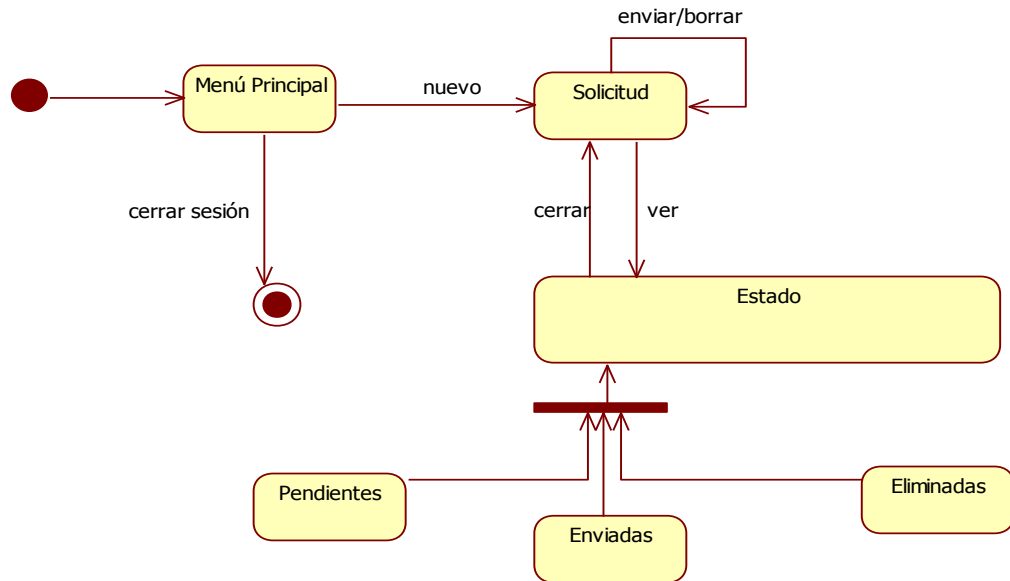 enviar/borrar
Menú Principal
nuevo
Solicitud
cerrar sesión
cerrar
ver
Estado
Pendientes
Enviadas
Eliminadas